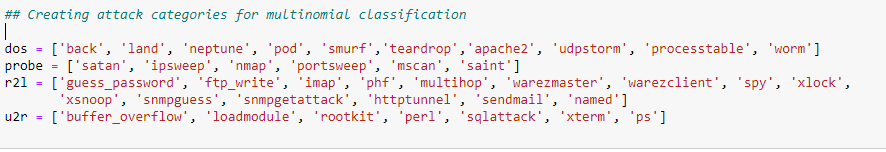 ## Creating attack categories for multinomial classification
dos = ['back', 'land', 'neptune', 'pod', 'smurf','teardrop','apache2', 'udpstorm', 'processtable', 'worm']
probe = ['satan', 'ipsweep', 'nmap', 'portsweep', 'mscan', 'saint']
r2l = ['guess_password', 'ftp_write', 'imap', 'phf', 'multihop', 'warezmaster', 'warezclient', 'spy', 'xlock',
'xsnoop', 'snmpguess', 'snmpgetattack', 'httptunnel', 'sendmail', 'named']
u2r = ['buffer_overflow', 'loadmodule', 'rootkit', 'perl', 'sqlattack', 'xterm', 'ps']